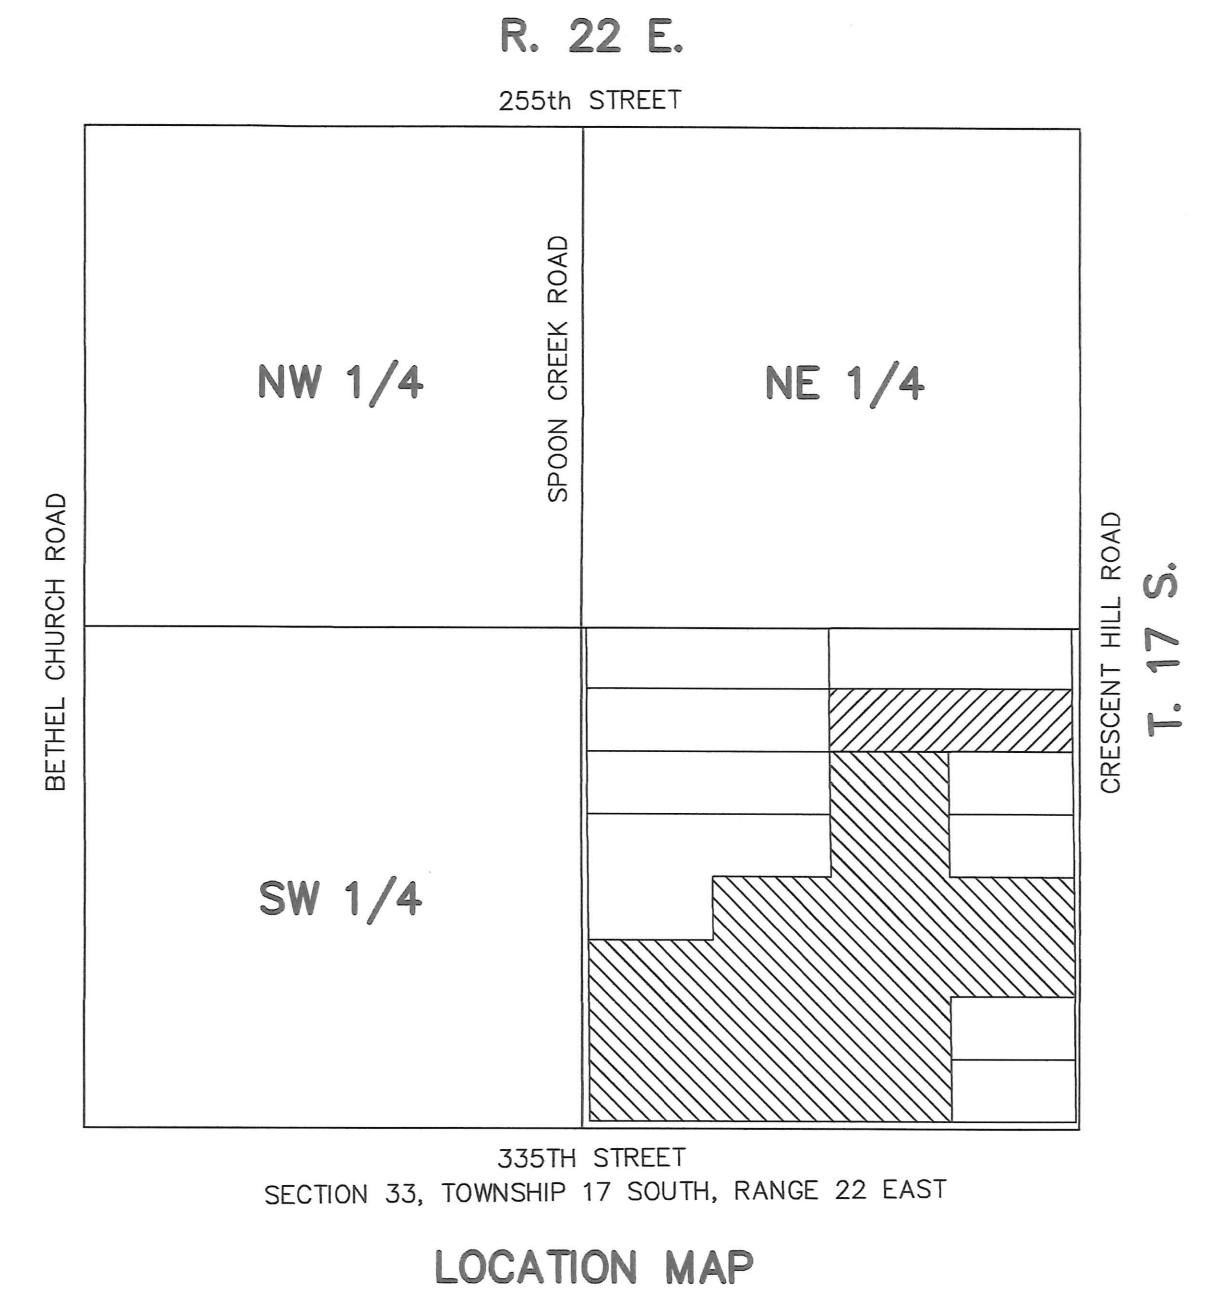 R. 22 E.
255th STREET
SPOON CREEK ROAD
NW 1/4
NE 1/4
BETHEL CHURCH ROAD
CRESCENT HILL ROAD
T. 17 S.
SW 1/4
335TH STREET
SECTION 33, TOWNSHIP 17 SOUTH, RANGE 22 EAST
LOCATION MAP